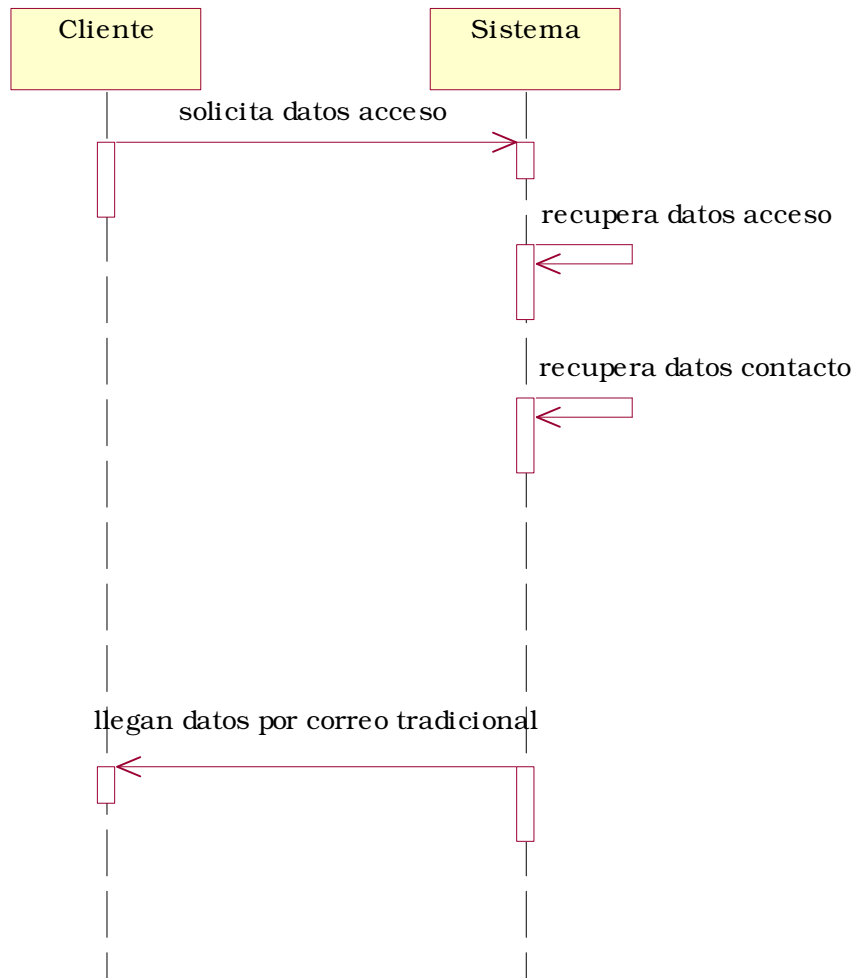 Cliente
Sistema
solicita datos acceso
recupera datos acceso
recupera datos contacto
llegan datos por correo tradicional